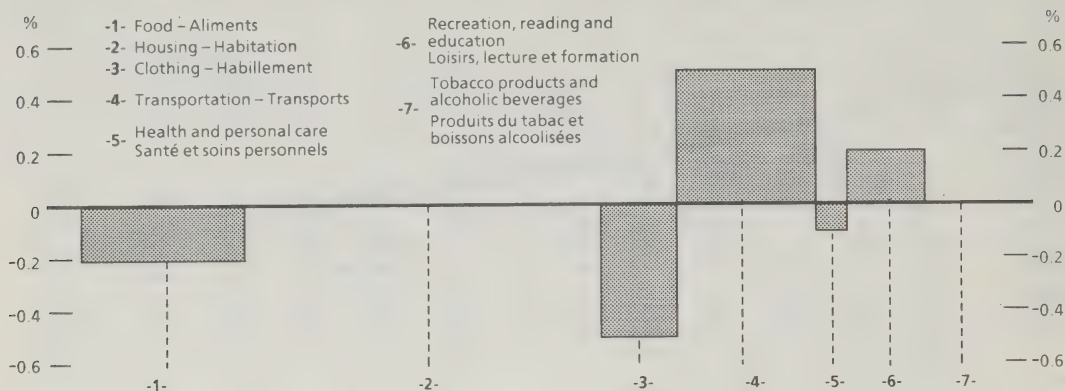 %
0.6
0.4
0.2
0
-0.2
-0.4
-0.6
-1- Food – Aliments
-2- Housing – Habitation
-3- Clothing – Habillement
-4- Transportation – Transports
-5- Health and personal care
Santé et soins personnels
-6- Recreation, reading and
education
Loisirs, lecture et formation
-7- Tobacco products and
alcoholic beverages
Produits du tabac et
boissons alcoolisées
%
0.6
0.4
0.2
0
-0.2
-0.4
-0.6
-1- -2- -3- -4- -5- -6- -7-